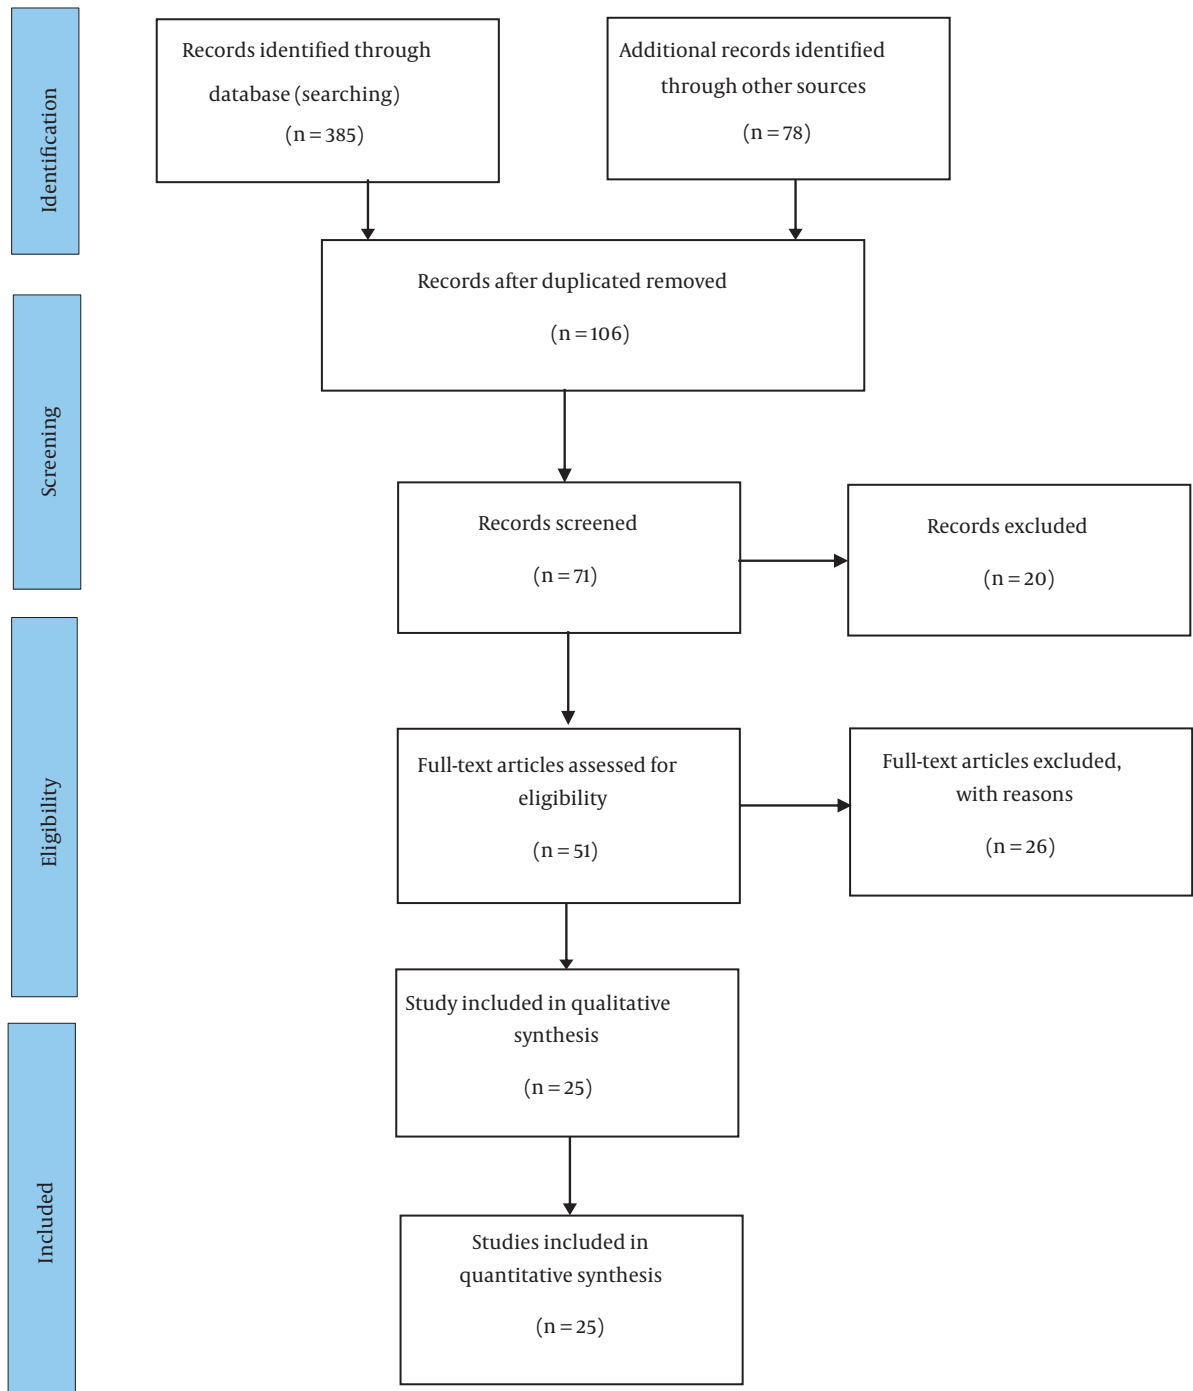 Identification
Records identified through
database (searching)
(n = 385)
Additional records identified
through other sources
(n = 78)
Records after duplicated removed
(n = 106)
Screening
Records screened
(n = 71)
Records excluded
(n = 20)
Eligibility
Full-text articles assessed for
eligibility
(n = 51)
Full-text articles excluded,
with reasons
(n = 26)
Study included in qualitative
synthesis
(n = 25)
Included
Studies included in
quantitative synthesis
(n = 25)